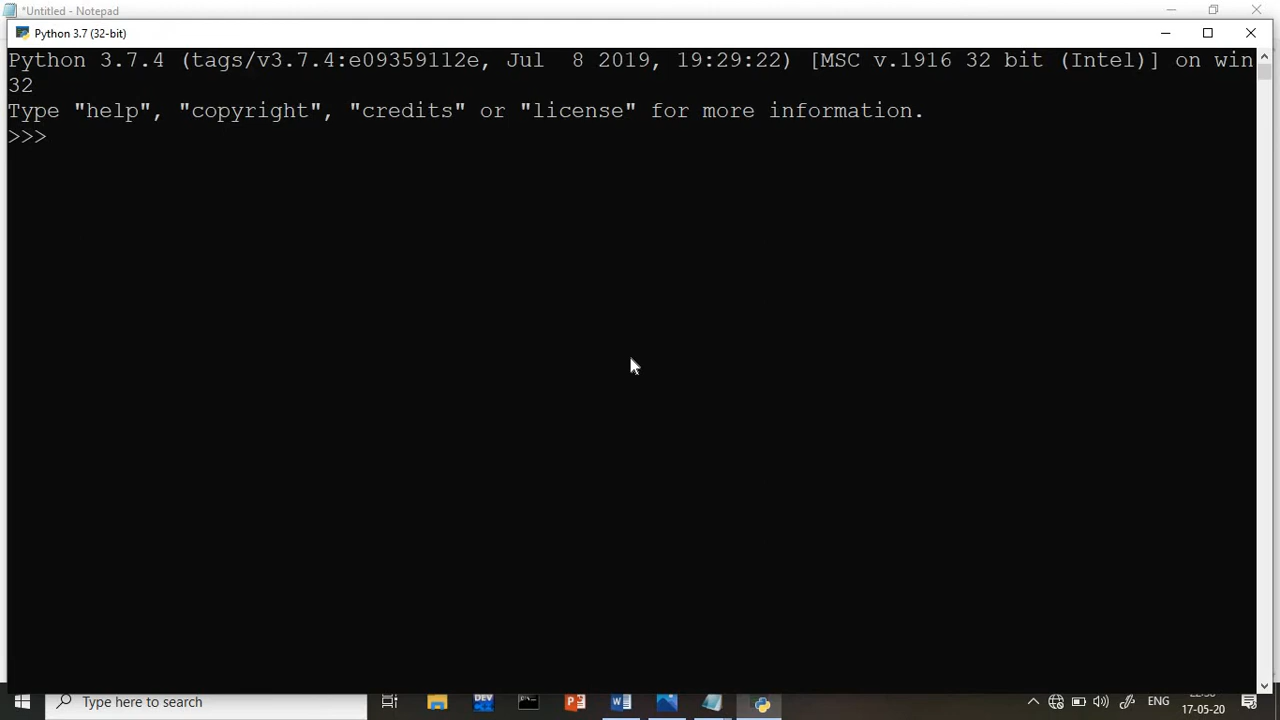 *Untitled - Notepad
Python 3.7 (32-bit)
Python 3.7.4 (tags/v3.7.4:e09359112e, Jul  8 2019, 19:29:22) [MSC v.1916 32 bit (Intel)] on win
32
Type "help", "copyright", "credits" or "license" for more information.
>>>
Type here to search
DEV
ENG
17-05-20